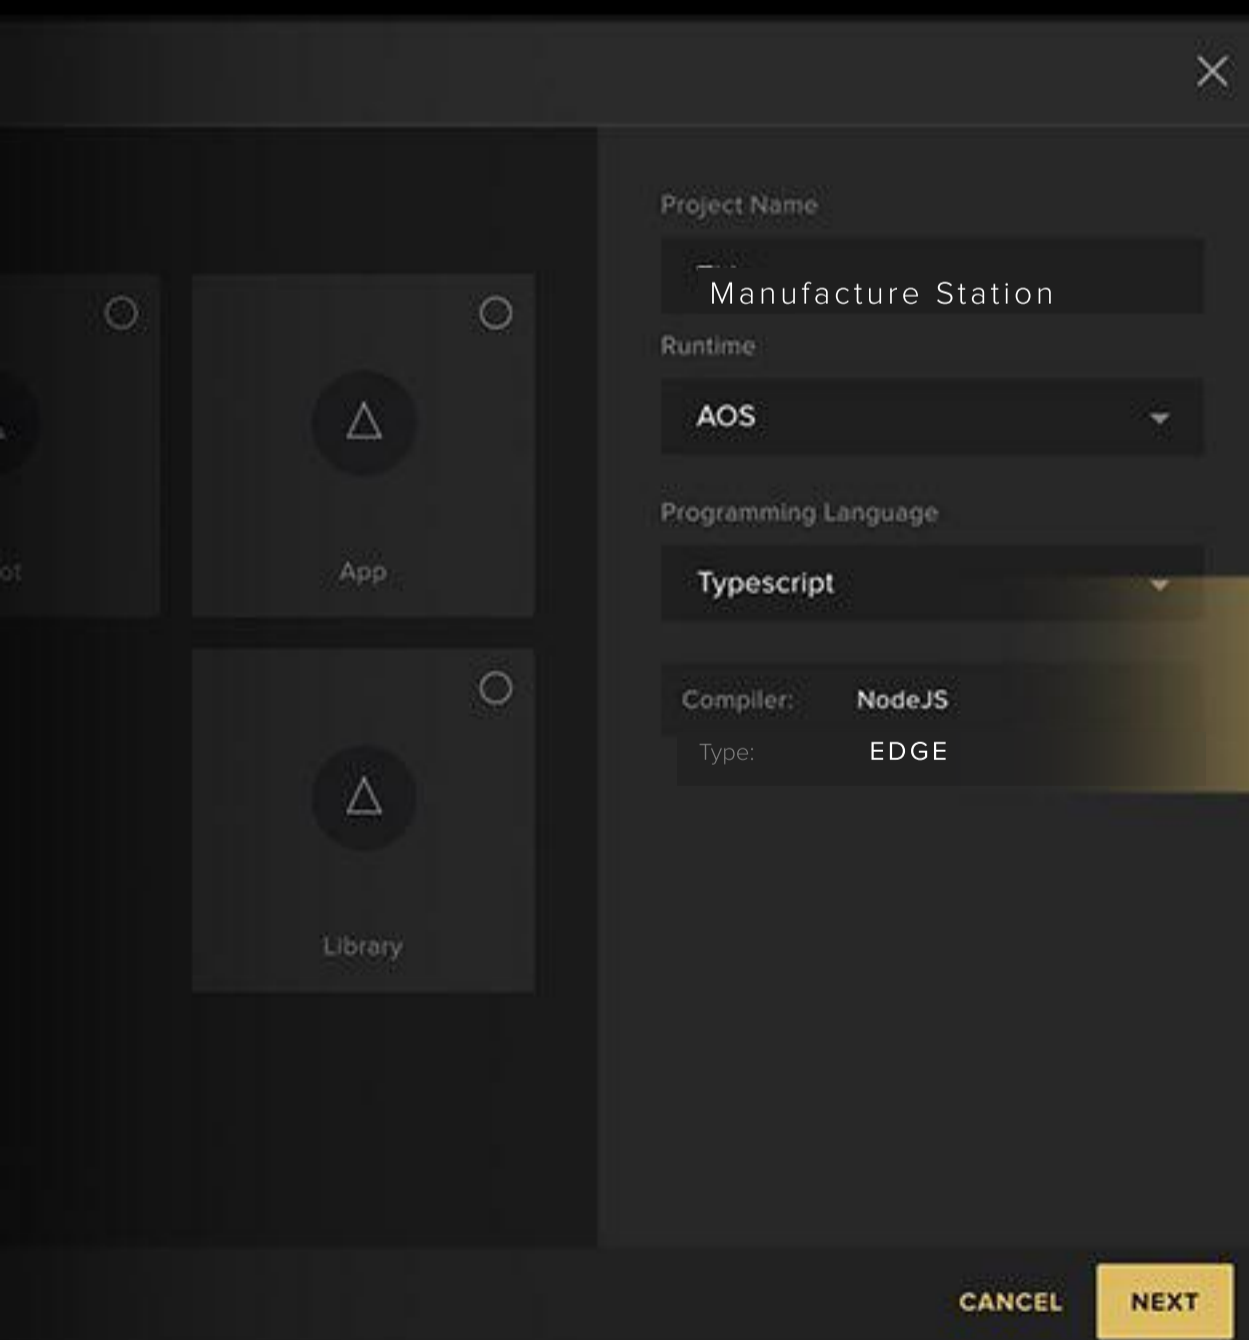 Project Name
Manufacture Station
Runtime
AOS
Programming Language
Typescript
App
Compiler: NodeJS
Type: EDGE
Library
CANCEL NEXT